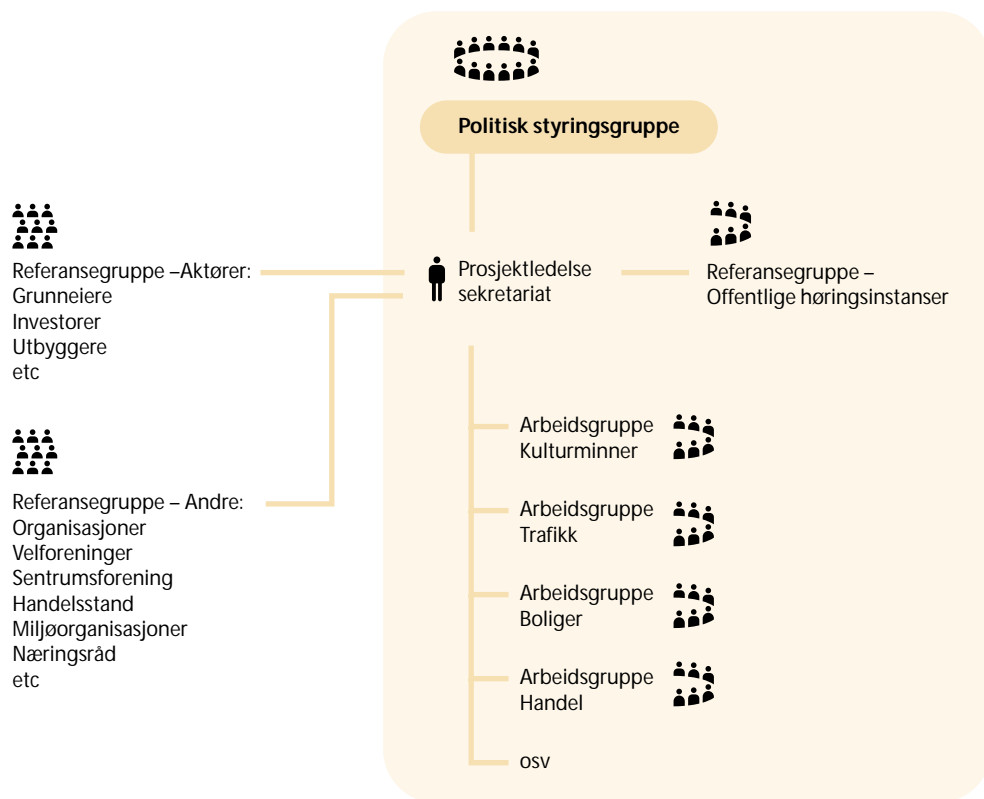 Politisk styringsgruppe
Referansegruppe –Aktører:
Grunneiere
Investorer
Utbyggere
etc
Prosjektledelse
sekretariat
Referansegruppe –
Offentlige høringsinstanser
Referansegruppe – Andre:
Organisasjoner
Velforeninger
Sentrumsforening
Handelsstand
Miljøorganisasjoner
Næringsråd
etc
Arbeidsgruppe
Kulturminner
Arbeidsgruppe
Trafikk
Arbeidsgruppe
Boliger
Arbeidsgruppe
Handel
osv